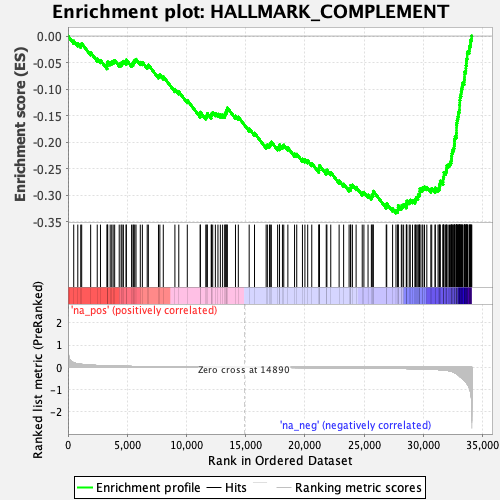 Enrichment plot: HALLMARK_COMPLEMENT
Enrichment score (ES)
0.00
-0.05
-0.10
-0.15
-0.20
-0.25
-0.30
-0.35
'na_pos' (positively correlated)
Ranked list metric (PreRanked)
2
1
0
-1
-2
Zero cross at 14890
'na_neg' (negatively correlated)
0
5,000
10,000
15,000
20,000
25,000
30,000
35,000
Rank in Ordered Dataset
Enrichment profile
Hits
Ranking metric scores